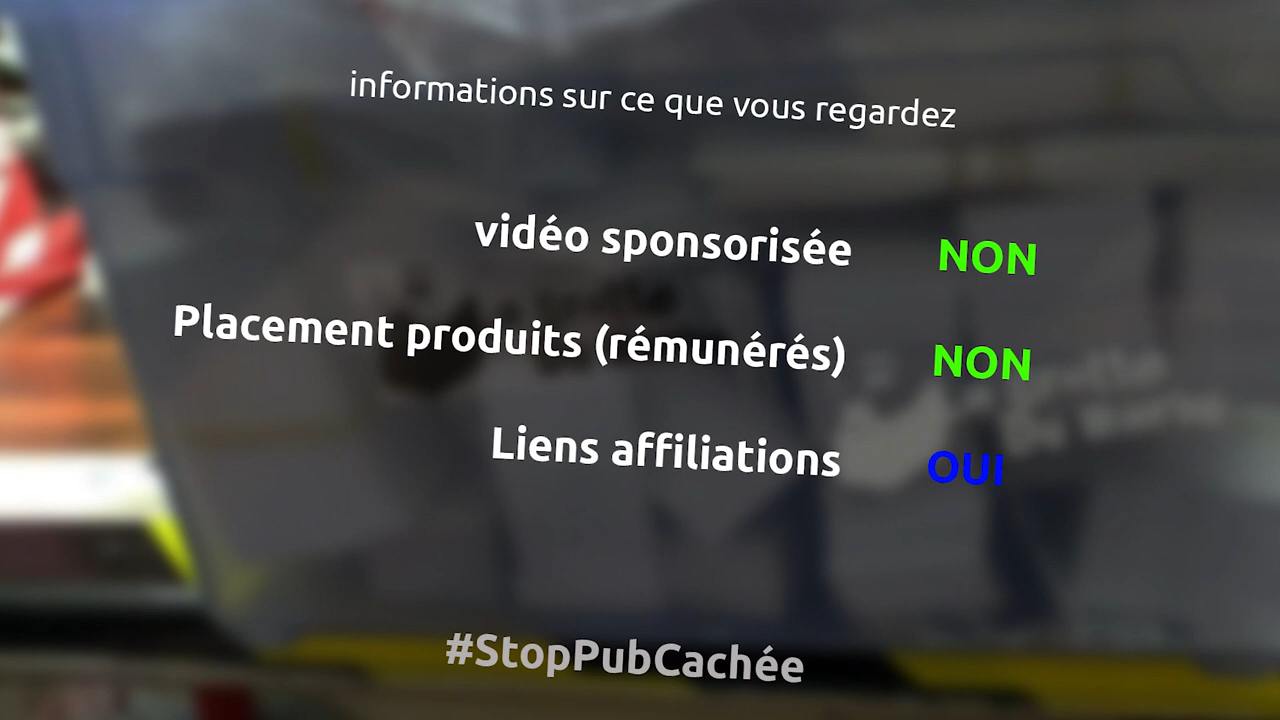 informations sur ce que vous regardez
vidéo sponsorisée NON
Placement produits (rémunérés) NON
Liens affiliations OUI
#StopPubCachée